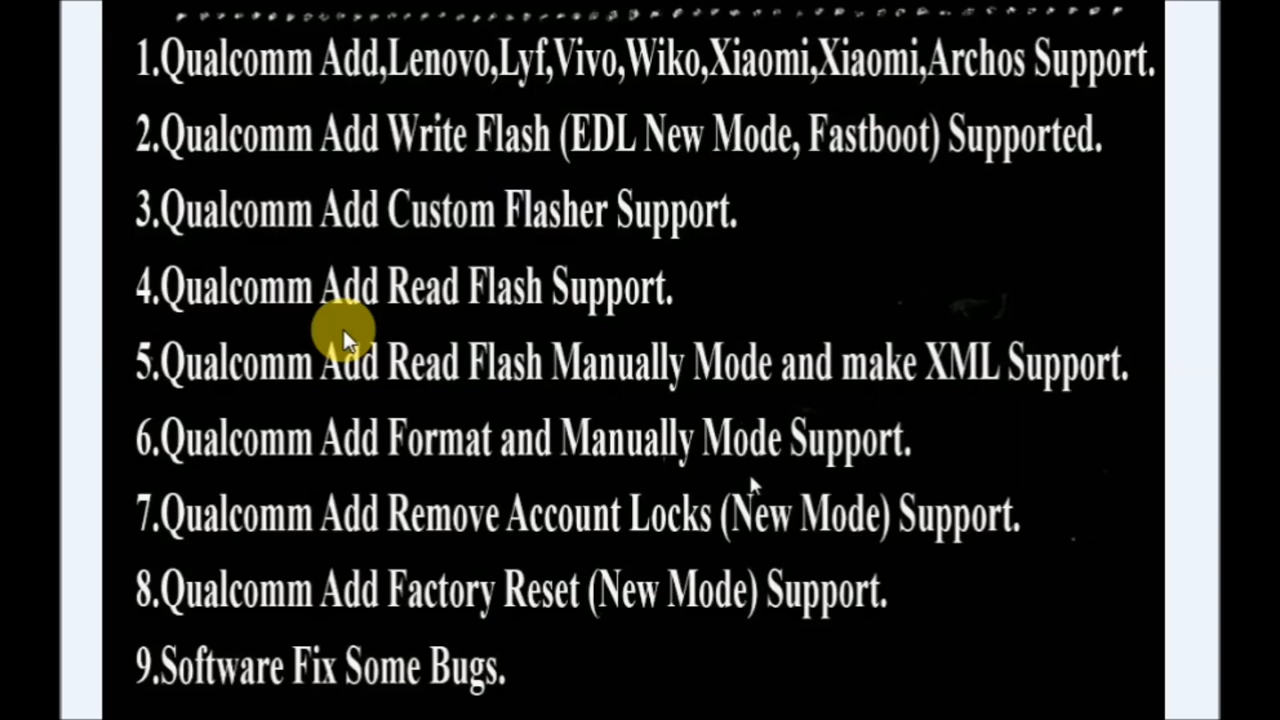 1.Qualcomm Add,Lenovo,Lyf,Vivo,Wiko,Xiaomi,Xiaomi,Archos Support.
2.Qualcomm Add Write Flash (EDL New Mode, Fastboot) Supported.
3.Qualcomm Add Custom Flasher Support.
4.Qualcomm Add Read Flash Support.
5.Qualcomm Add Read Flash Manually Mode and make XML Support.
6.Qualcomm Add Format and Manually Mode Support.
7.Qualcomm Add Remove Account Locks (New Mode) Support.
8.Qualcomm Add Factory Reset (New Mode) Support.
9.Software Fix Some Bugs.